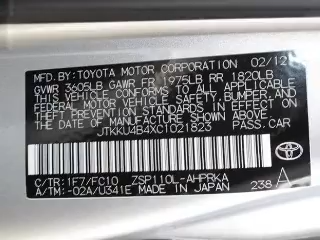 MFD.BY:TOYOTA MOTOR CORPORATION 02/12
GVWR 3605LB GAWR FR 1975LB RR 1820LB
THIS VEHICLE CONFORMS TO ALL APPLICABLE
FEDERAL MOTOR VEHICLE SAFETY, BUMPER, AND
THEFT PREVENTION STANDARDS IN EFFECT ON
THE DATE OF MANUFACTURE SHOWN ABOVE.
JTKKU4B4XC1021823 PASS.CAR
C/TR:1F7/FC10 ZSP110L-AHPRKA
A/TM:-02A/U341E MADE IN JAPAN 238 A
TOYOTA